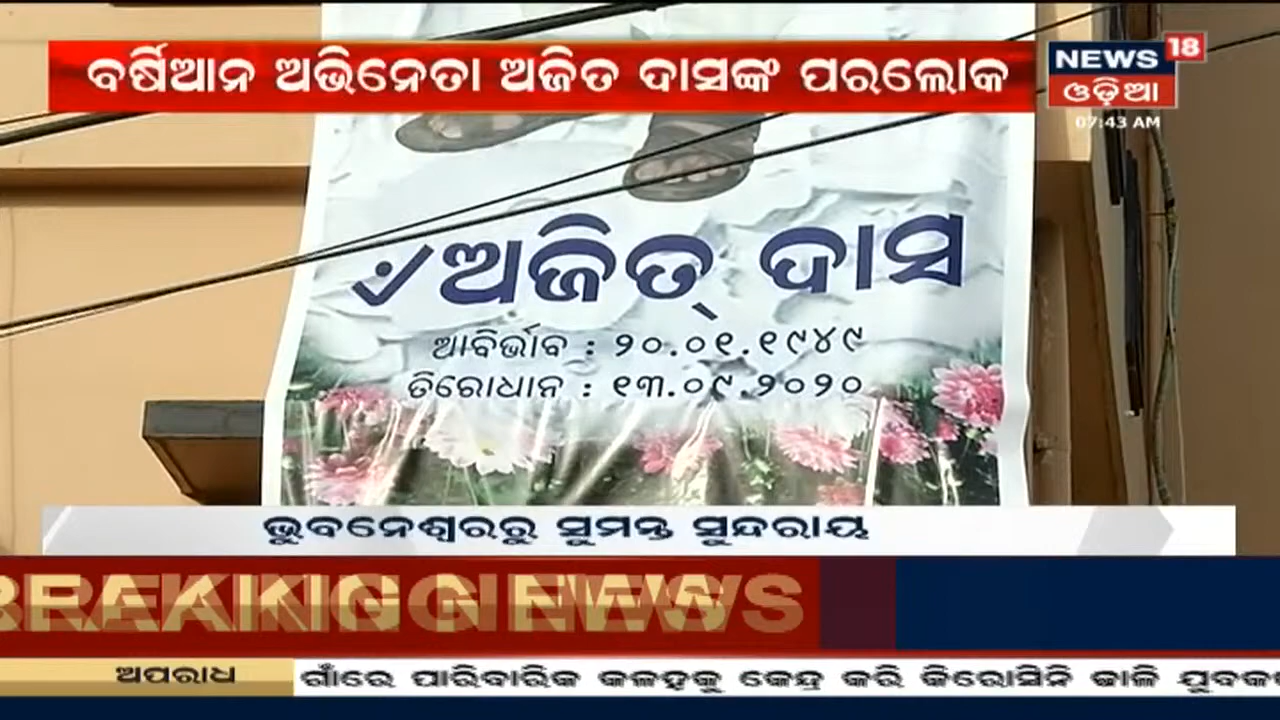 ବର୍ଷିଆନ ଅଭିନେତା ଅଜିତ ଦାସଙ୍କ ପରଲୋକ
NEWS 18
ଓଡ଼ିଆ
07:43 AM
ଅଜିତ୍ ଦାସ
ଆବିର୍ଭାବ : ୨୦.୦୧.୧୯୪୯
ତିରୋଧାନ : ୧୩.୦୯.୨୦୨୦
ଭୁବନେଶ୍ୱରରୁ ସୁମନ୍ତ ସୁନ୍ଦରାୟ
BREAKING NEWS
ଅପରାଧ
ଗାଁରେ ପାରିବାରିକ କଳହକୁ କେନ୍ଦ୍ର କରି କିରୋସିନି ଢାଳି ଯୁବକ